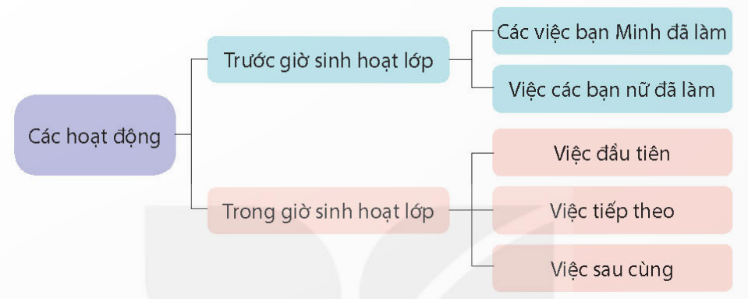 Các hoạt động
Trước giờ sinh hoạt lớp
Các việc bạn Minh đã làm
Việc các bạn nữ đã làm
Trong giờ sinh hoạt lớp
Việc đầu tiên
Việc tiếp theo
Việc sau cùng